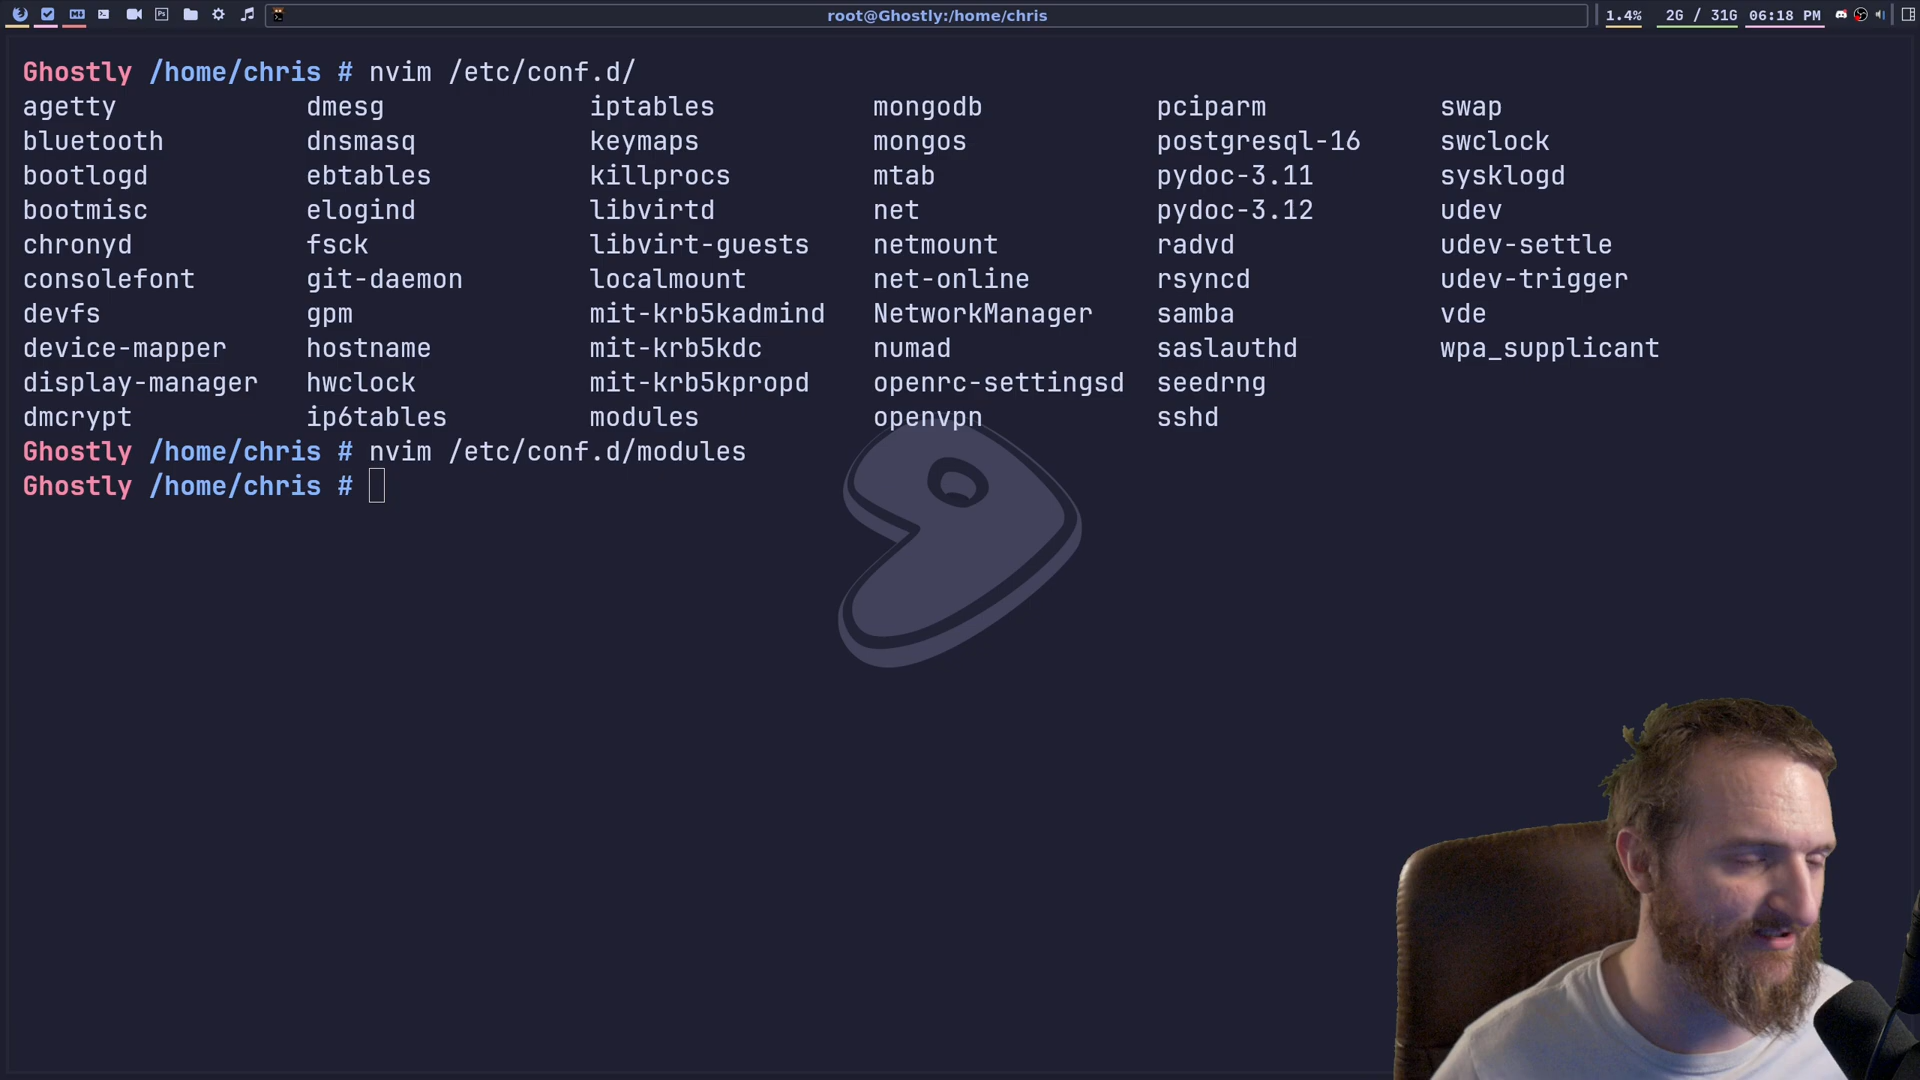 root@Ghostly:/home/chris
1.4% 2G / 31G 06:18 PM
Ghostly /home/chris # nvim /etc/conf.d/
agetty dmesg iptables mongodb pciparm swap
bluetooth dnsmasq keymaps mongos postgresql-16 swclock
bootlogd ebtables killprocs mtab pydoc-3.11 sysklogd
bootmisc elogind libvirtd net pydoc-3.12 udev
chronyd fsck libvirt-guests netmount radvd udev-settle
consolefont git-daemon localmount net-online rsyncd udev-trigger
devfs gpm mit-krb5kadmind NetworkManager samba vde
device-mapper hostname mit-krb5kdc numad saslauthd wpa_supplicant
display-manager hwclock mit-krb5kpropd openrc-settingsd seedrng
dmcrypt ip6tables modules openvpn sshd
Ghostly /home/chris # nvim /etc/conf.d/modules
Ghostly /home/chris #